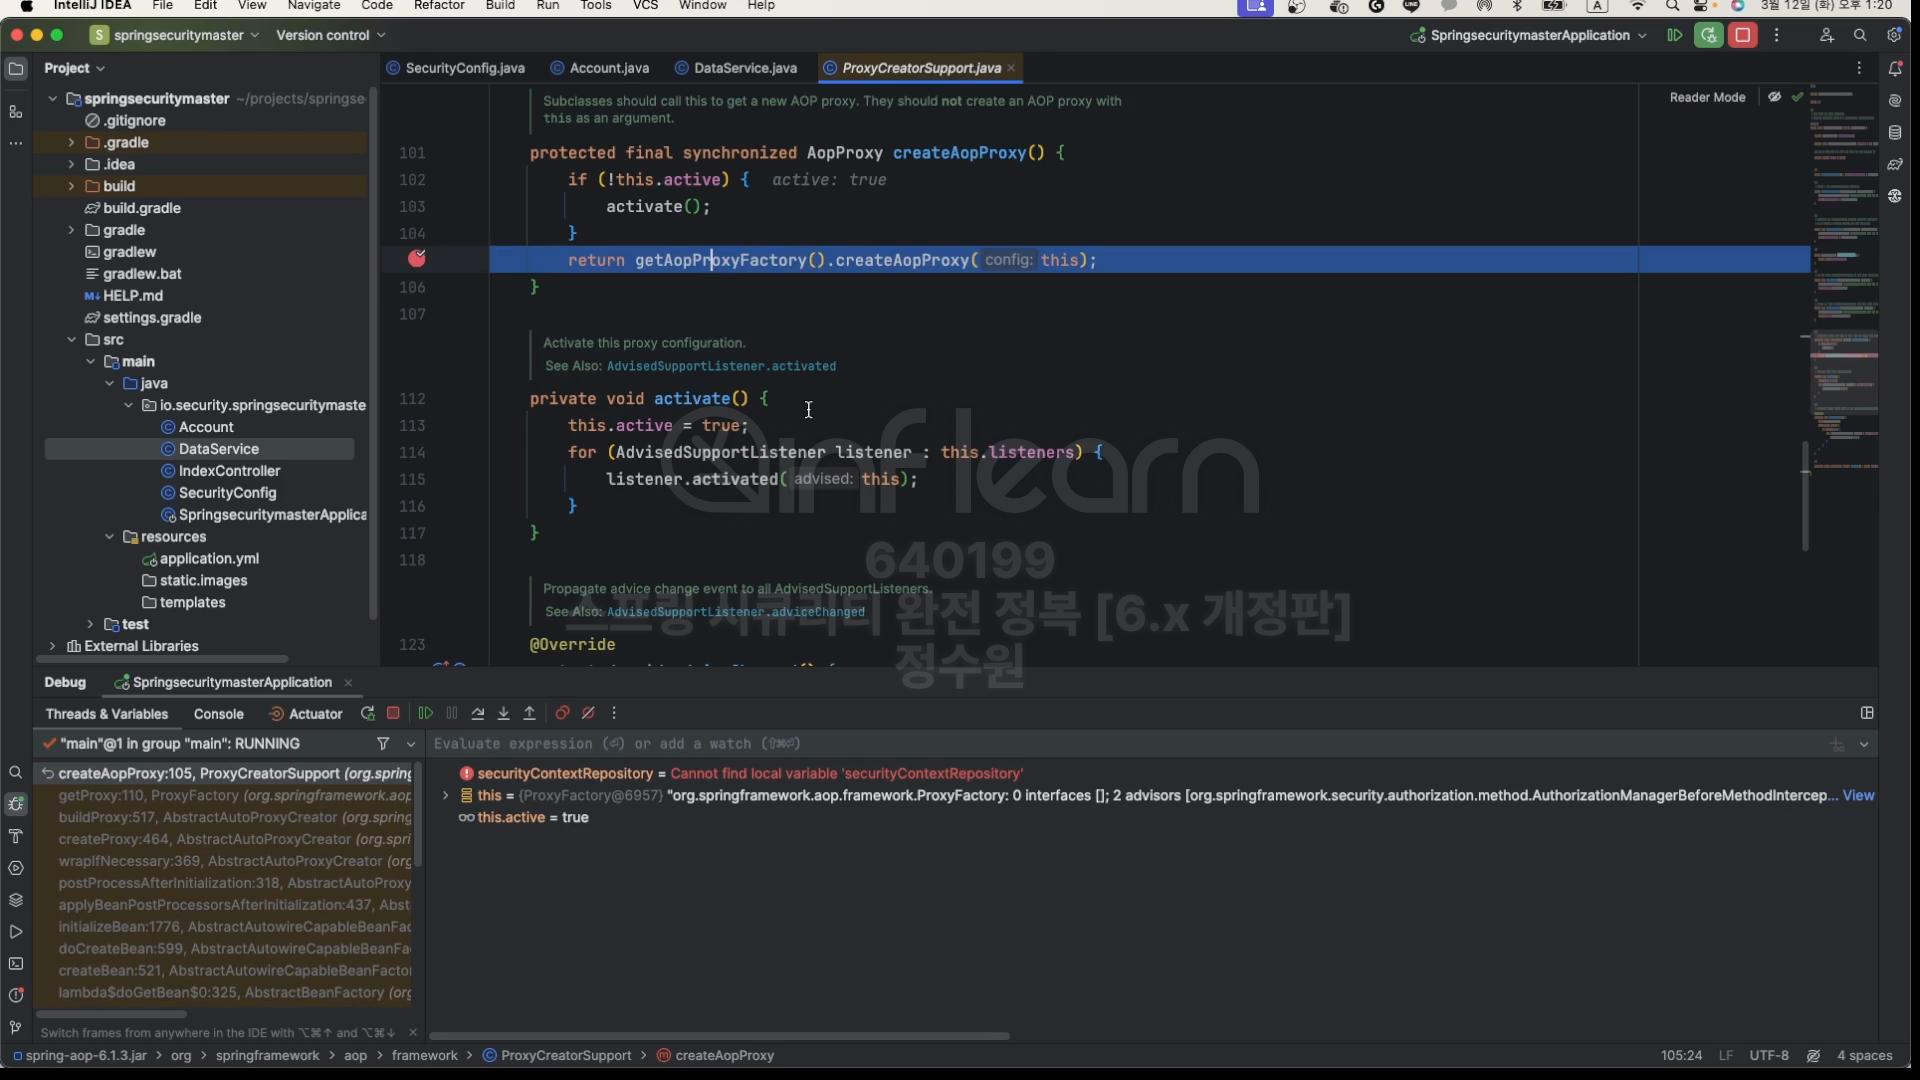 IntelliJ IDEA File Edit View Navigate Code Refactor Build Run Tools VCS Window Help A 3월 12일 (화) 오후 1:20
S springsecuritymaster Version control SpringsecuritymasterApplication
Project
SecurityConfig.java Account.java DataService.java ProxyCreatorSupport.java
springsecuritymaster ~/projects/springse
.gitignore
.gradle
.idea
build
build.gradle
gradle
gradlew
gradlew.bat
M↓ HELP.md
settings.gradle
src
main
java
io.security.springsecuritymaste
Account
DataService
IndexController
SecurityConfig
SpringsecuritymasterApplica
resources
application.yml
static.images
templates
test
External Libraries
Reader Mode
Subclasses should call this to get a new AOP proxy. They should not create an AOP proxy with
this as an argument.
101 protected final synchronized AopProxy createAopProxy() {
102 if (!this.active) { active: true
103 activate();
104 }
return getAopProxyFactory().createAopProxy( config: this);
106 }
107
Activate this proxy configuration.
See Also: AdvisedSupportListener.activated
112 private void activate() {
113 this.active = true;
114 for (AdvisedSupportListener listener : this.listeners) {
115 listener.activated( advised: this);
116 }
117 }
118
Propagate advice change event to all AdvisedSupportListeners.
See Also: AdvisedSupportListener.adviceChanged
123 @Override
inflearn
640199
스프링 시큐리티 완전 정복 [6.x 개정판]
정수원
Debug SpringsecuritymasterApplication
Threads & Variables Console Actuator
"main"@1 in group "main": RUNNING
Evaluate expression (⏎) or add a watch (⇧⌘⏎)
createAopProxy:105, ProxyCreatorSupport (org.spring
getProxy:110, ProxyFactory (org.springframework.aop
buildProxy:517, AbstractAutoProxyCreator (org.spring
createProxy:464, AbstractAutoProxyCreator (org.spri
wrapIfNecessary:369, AbstractAutoProxyCreator (org
postProcessAfterInitialization:318, AbstractAutoProxy
applyBeanPostProcessorsAfterInitialization:437, Abst
initializeBean:1776, AbstractAutowireCapableBeanFac
doCreateBean:599, AbstractAutowireCapableBeanFa
createBean:521, AbstractAutowireCapableBeanFactor
lambda$doGetBean$0:325, AbstractBeanFactory (org
Switch frames from anywhere in the IDE with ⌥⌘↑ and ⌥⌘↓
securityContextRepository = Cannot find local variable 'securityContextRepository'
this = {ProxyFactory@6957} "org.springframework.aop.framework.ProxyFactory: 0 interfaces []; 2 advisors [org.springframework.security.authorization.method.AuthorizationManagerBeforeMethodIntercep... View
this.active = true
spring-aop-6.1.3.jar org springframework aop framework ProxyCreatorSupport createAopProxy 105:24 LF UTF-8 4 spaces